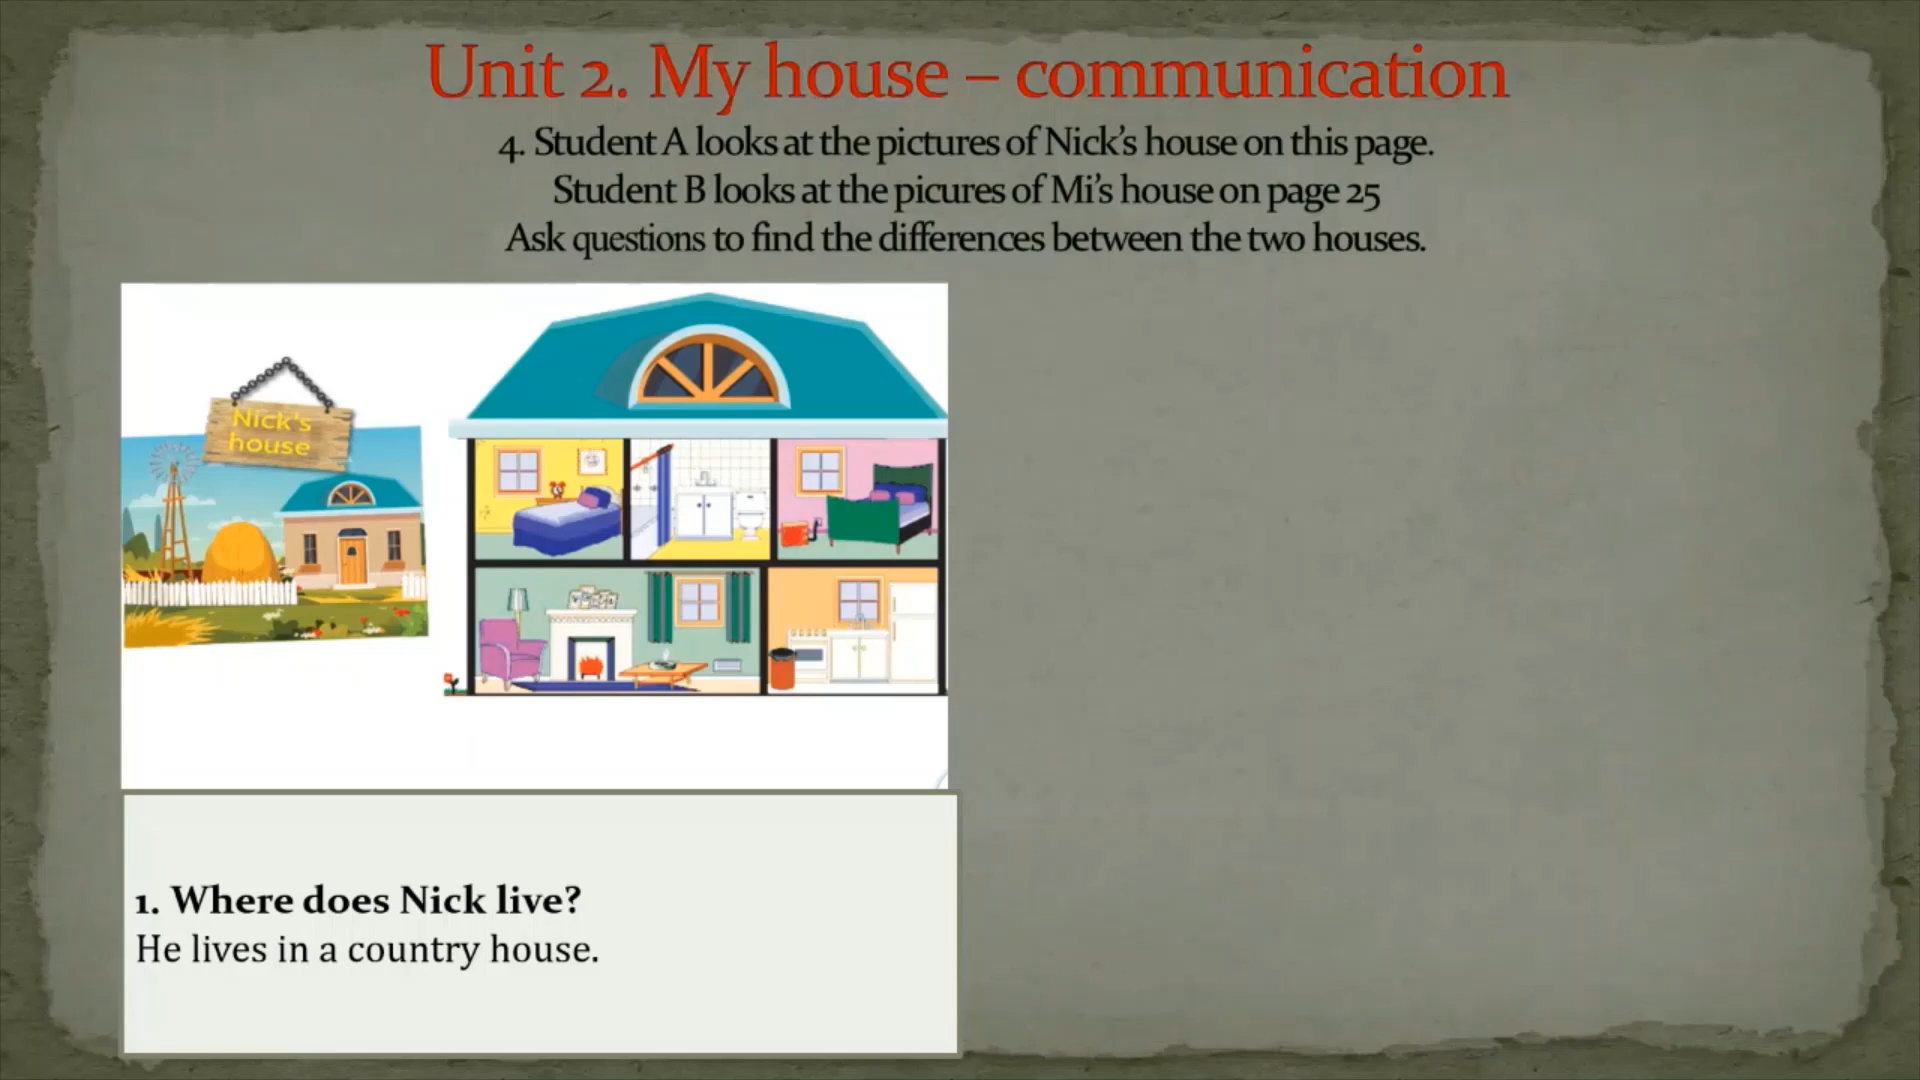 Unit 2. My house – communication
4. Student A looks at the pictures of Nick’s house on this page.
Student B looks at the picures of Mi’s house on page 25
Ask questions to find the differences between the two houses.
Nick's
house
1. Where does Nick live?
He lives in a country house.